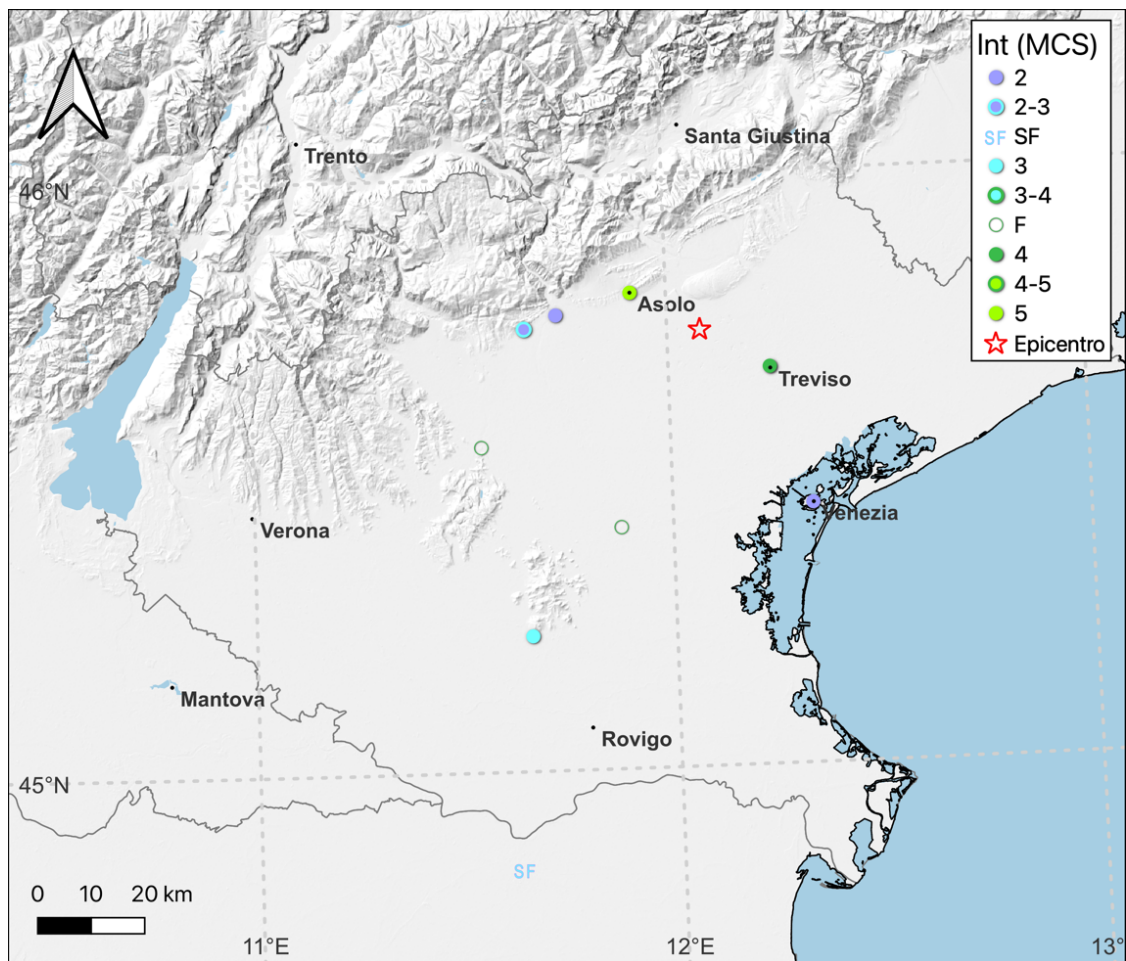 Int (MCS)
2
2-3
SF SF
3
3-4
F
4
4-5
5
Epicentro
Santa Giustina
Trento
46°N
Asolo
Treviso
Venezia
Verona
Mantova
Rovigo
45°N
SF
0 10 20 km
11°E 12°E 13°